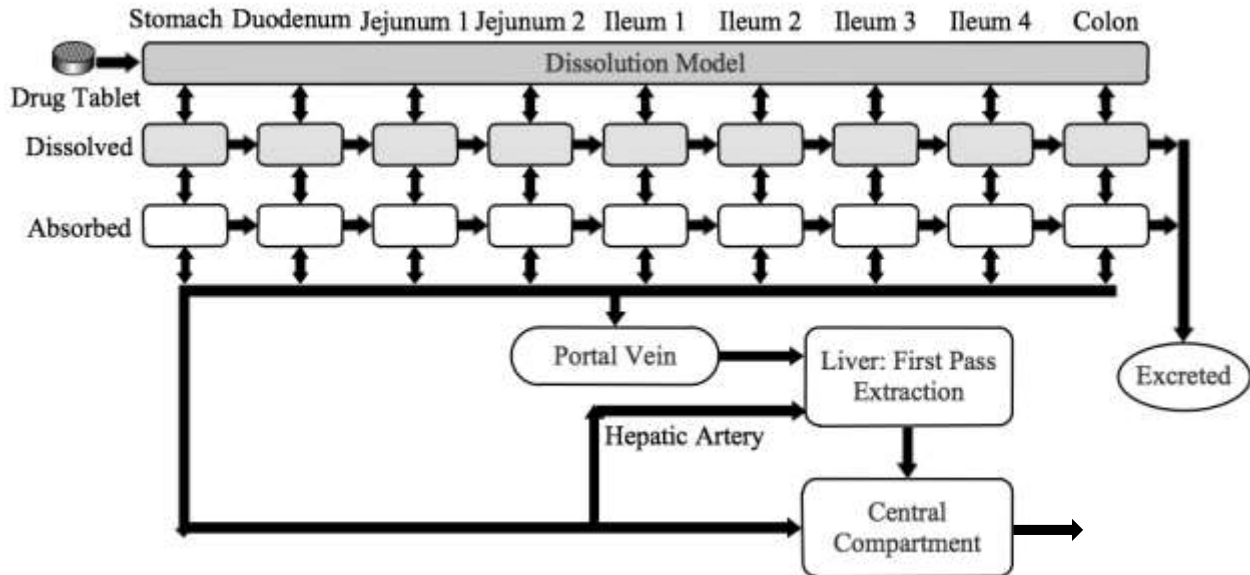 Stomach Duodenum Jejunum 1 Jejunum 2 Ileum 1 Ileum 2 Ileum 3 Ileum 4 Colon
Dissolution Model
Drug Tablet
Dissolved
Absorbed
Portal Vein
Liver: First Pass
Extraction
Excreted
Hepatic Artery
Central
Compartment